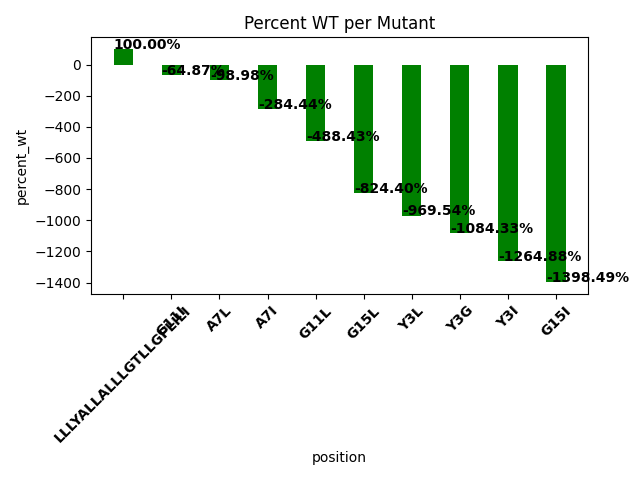 Percent WT per Mutant
100.00%
-64.87%
-98.98%
-284.44%
-488.43%
-824.40%
-969.54%
-1084.33%
-1264.88%
-1398.49%
0
−200
−400
−600
−800
−1000
−1200
−1400
percent_wt
G11I
A7L
A7I
G11L
G15L
Y3L
Y3G
Y3I
G15I
position